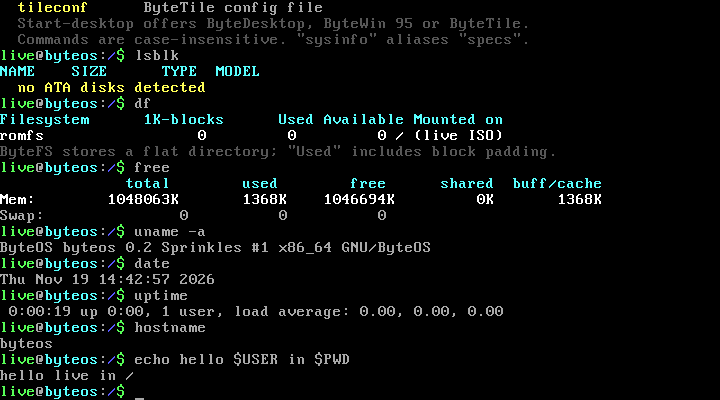 tileconf      ByteTile config file
  Start-desktop offers ByteDesktop, ByteWin 95 or ByteTile.
  Commands are case-insensitive. "sysinfo" aliases "specs".
live@byteos:/$ lsblk
NAME    SIZE      TYPE  MODEL
  no ATA disks detected
live@byteos:/$ df
Filesystem      1K-blocks      Used Available Mounted on
romfs                 0         0         0 / (live ISO)
ByteFS stores a flat directory; "Used" includes block padding.
live@byteos:/$ free
              total        used        free      shared  buff/cache
Mem:        1048063K       1368K    1046694K          0K       1368K
Swap:               0          0          0
live@byteos:/$ uname -a
ByteOS byteos 0.2 Sprinkles #1 x86_64 GNU/ByteOS
live@byteos:/$ date
Thu Nov 19 14:42:57 2026
live@byteos:/$ uptime
 0:00:19 up 0:00, 1 user, load average: 0.00, 0.00, 0.00
live@byteos:/$ hostname
byteos
live@byteos:/$ echo hello $USER in $PWD
hello live in /
live@byteos:/$ _